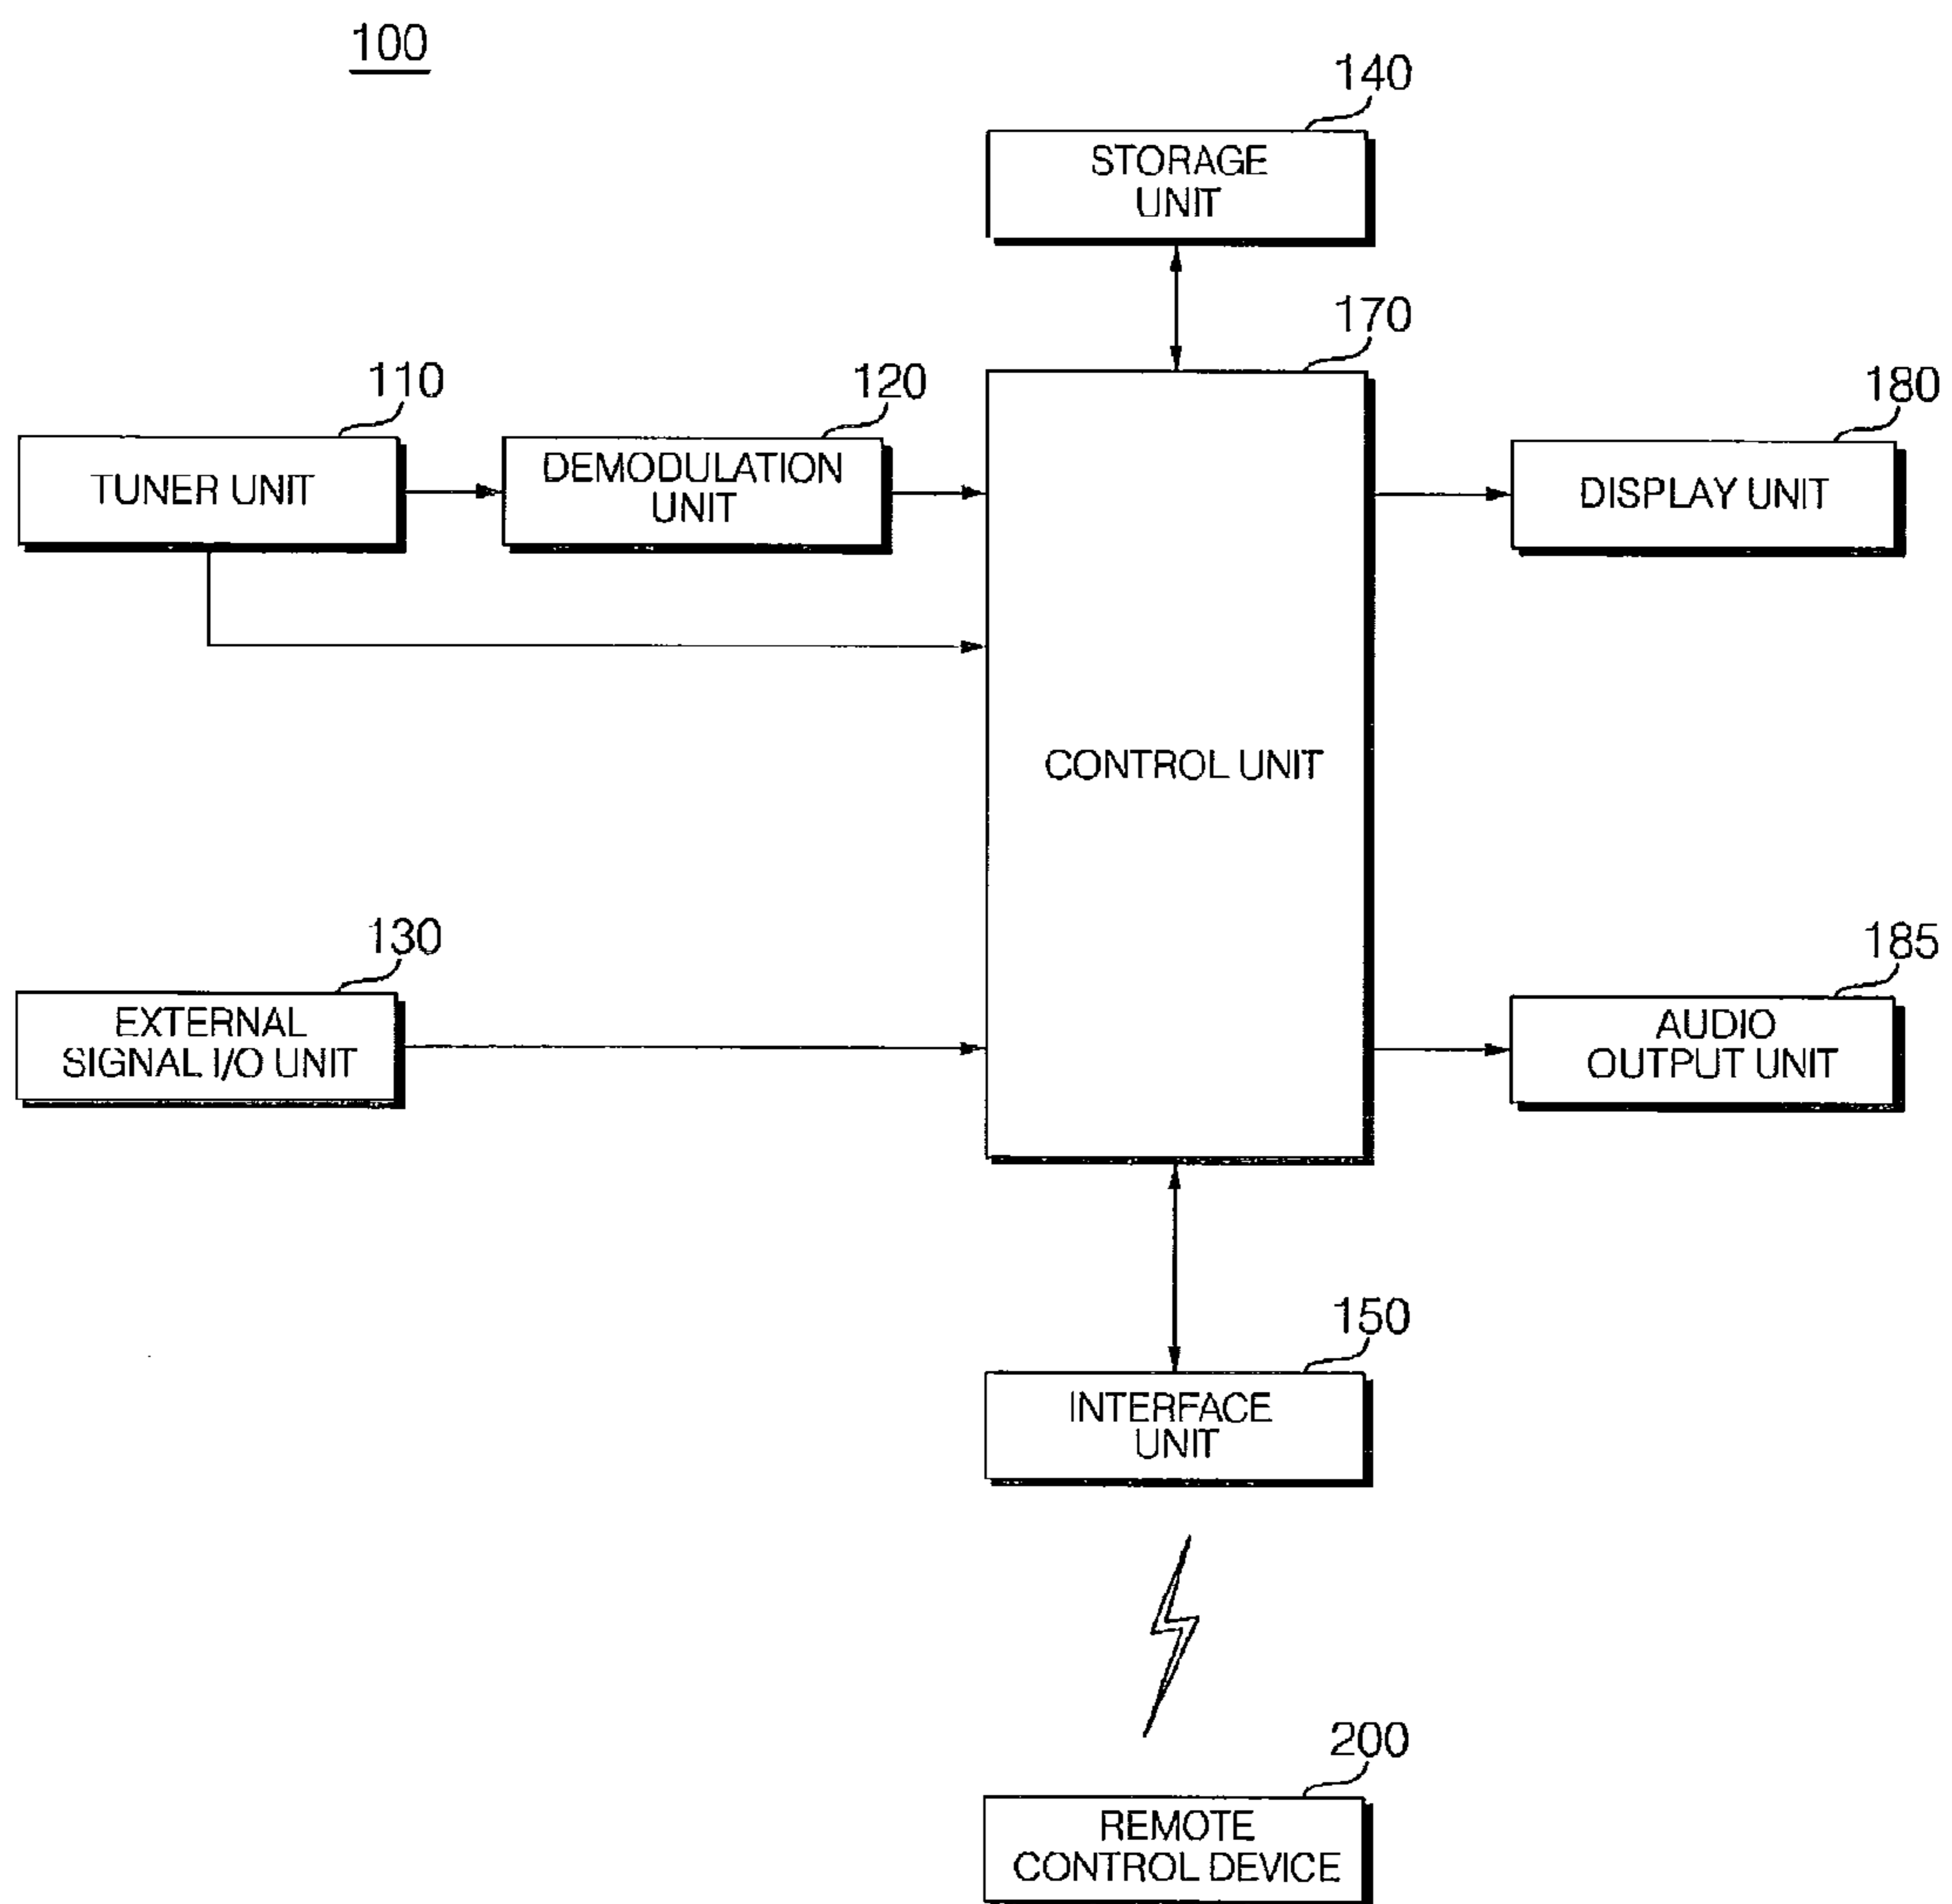 100
140
STORAGE
UNIT
170
110
TUNER UNIT
120
DEMODULATION
UNIT
180
DISPLAY UNIT
CONTROL UNIT
130
EXTERNAL
SIGNAL I/O UNIT
185
AUDIO
OUTPUT UNIT
150
INTERFACE
UNIT
200
REMOTE
CONTROL DEVICE